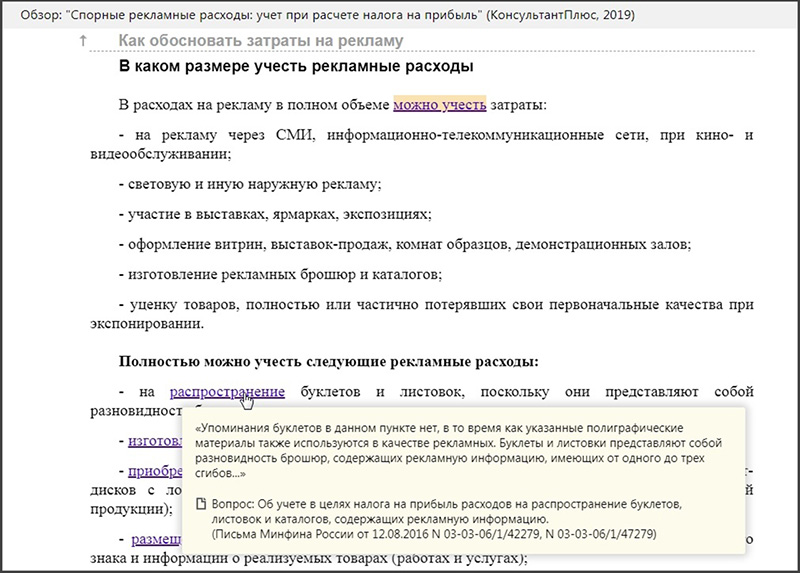 Обзор: "Спорные рекламные расходы: учет при расчете налога на прибыль" (КонсультантПлюс, 2019)
↑ Как обосновать затраты на рекламу
В каком размере учесть рекламные расходы
В расходах на рекламу в полном объеме можно учесть затраты:
- на рекламу через СМИ, информационно-телекоммуникационные сети, при кино- и
видеообслуживании;
- световую и иную наружную рекламу;
- участие в выставках, ярмарках, экспозициях;
- оформление витрин, выставок-продаж, комнат образцов, демонстрационных залов;
- изготовление рекламных брошюр и каталогов;
- уценку товаров, полностью или частично потерявших свои первоначальные качества при
экспонировании.
Полностью можно учесть следующие рекламные расходы:
- на распространение буклетов и листовок, поскольку они представляют собой
разновидност
«Упоминания буклетов в данном пункте нет, в то время как указанные полиграфические
материалы также используются в качестве рекламных. Буклеты и листовки представляют собой
разновидность брошюр, содержащих рекламную информацию, имеющих от одного до трех
сгибов...»
Вопрос: Об учете в целях налога на прибыль расходов на распространение буклетов,
листовок и каталогов, содержащих рекламную информацию.
(Письма Минфина России от 12.08.2016 N 03-03-06/1/42279, N 03-03-06/1/47279)
- изготовл
- приобре т-
дисков с ло й
продукции);
- размещ
знака и информации о реализуемых товарах (работах и услугах);